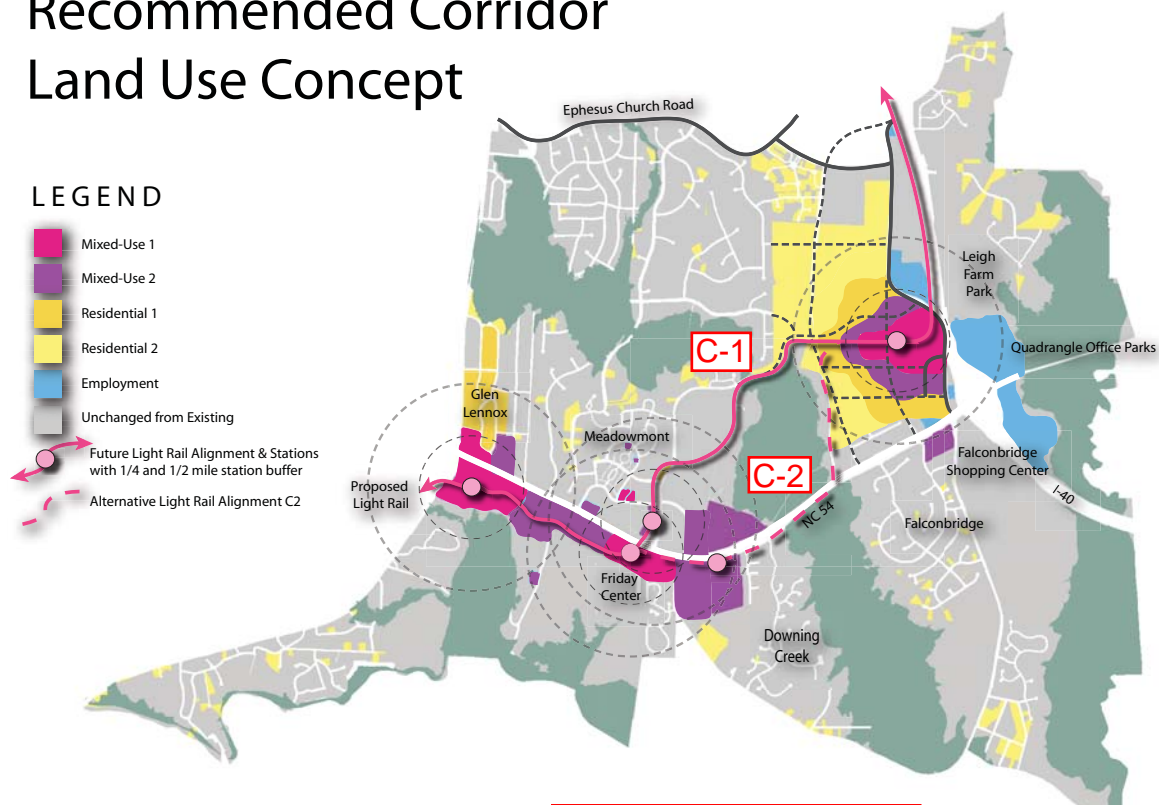 Recommended Corridor
Land Use Concept
LEGEND
Mixed-Use 1
Mixed-Use 2
Residential 1
Residential 2
Employment
Unchanged from Existing
Future Light Rail Alignment & Stations
with 1/4 and 1/2 mile station buffer
Alternative Light Rail Alignment C2
Ephesus Church Road
Leigh
Farm
Park
Quadrangle Office Parks
C-1
Glen
Lennox
Meadowmont
C-2
Falconbridge
Shopping Center
I-40
Proposed
Light Rail
NC 54
Falconbridge
Friday
Center
Downing
Creek